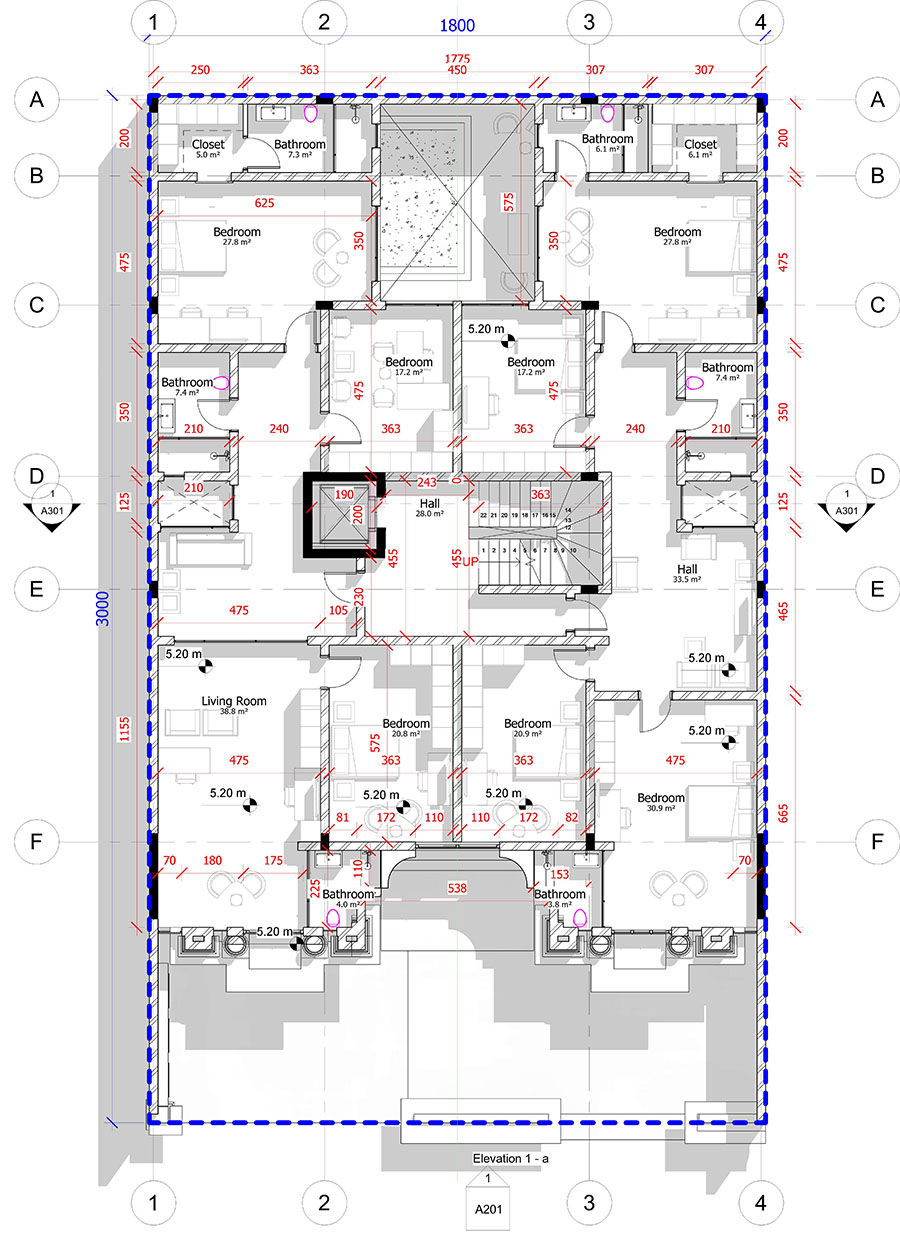 1 2 3 4
1800
1775
250 363 450 307 307
A A
200 200
Closet
5.0 m²
Bathroom
7.3 m²
Bathroom
6.1 m²
Closet
6.1 m²
B B
625
575
350 350
475 475
Bedroom
27.8 m²
Bedroom
27.8 m²
C C
5.20 m
Bedroom
17.2 m²
Bedroom
17.2 m²
Bathroom
7.4 m²
Bathroom
7.4 m²
475 475
350 350
210 240 363 363 240 210
D D
1
A301
1
A301
125 125
210
190
200
243 0 363
Hall
28.0 m²
14
13
12
22 21 20 19 18 17 16 15
1 2 3 4 5 6 7 8 9 10
UP
455 455
E E
Hall
33.5 m²
475 105 230
465
3000
5.20 m
5.20 m
Living Room
38.8 m²
Bedroom
20.8 m²
Bedroom
20.9 m²
5.20 m
1155
575
475 363 363 475
5.20 m
5.20 m
5.20 m
Bedroom
30.9 m²
665
81 172 110 110 172 82
F F
70 180 175
110
225
153
70
538
Bathroom
4.0 m²
Bathroom
3.8 m²
5.20 m
Elevation 1 - a
1
A201
1 2 3 4